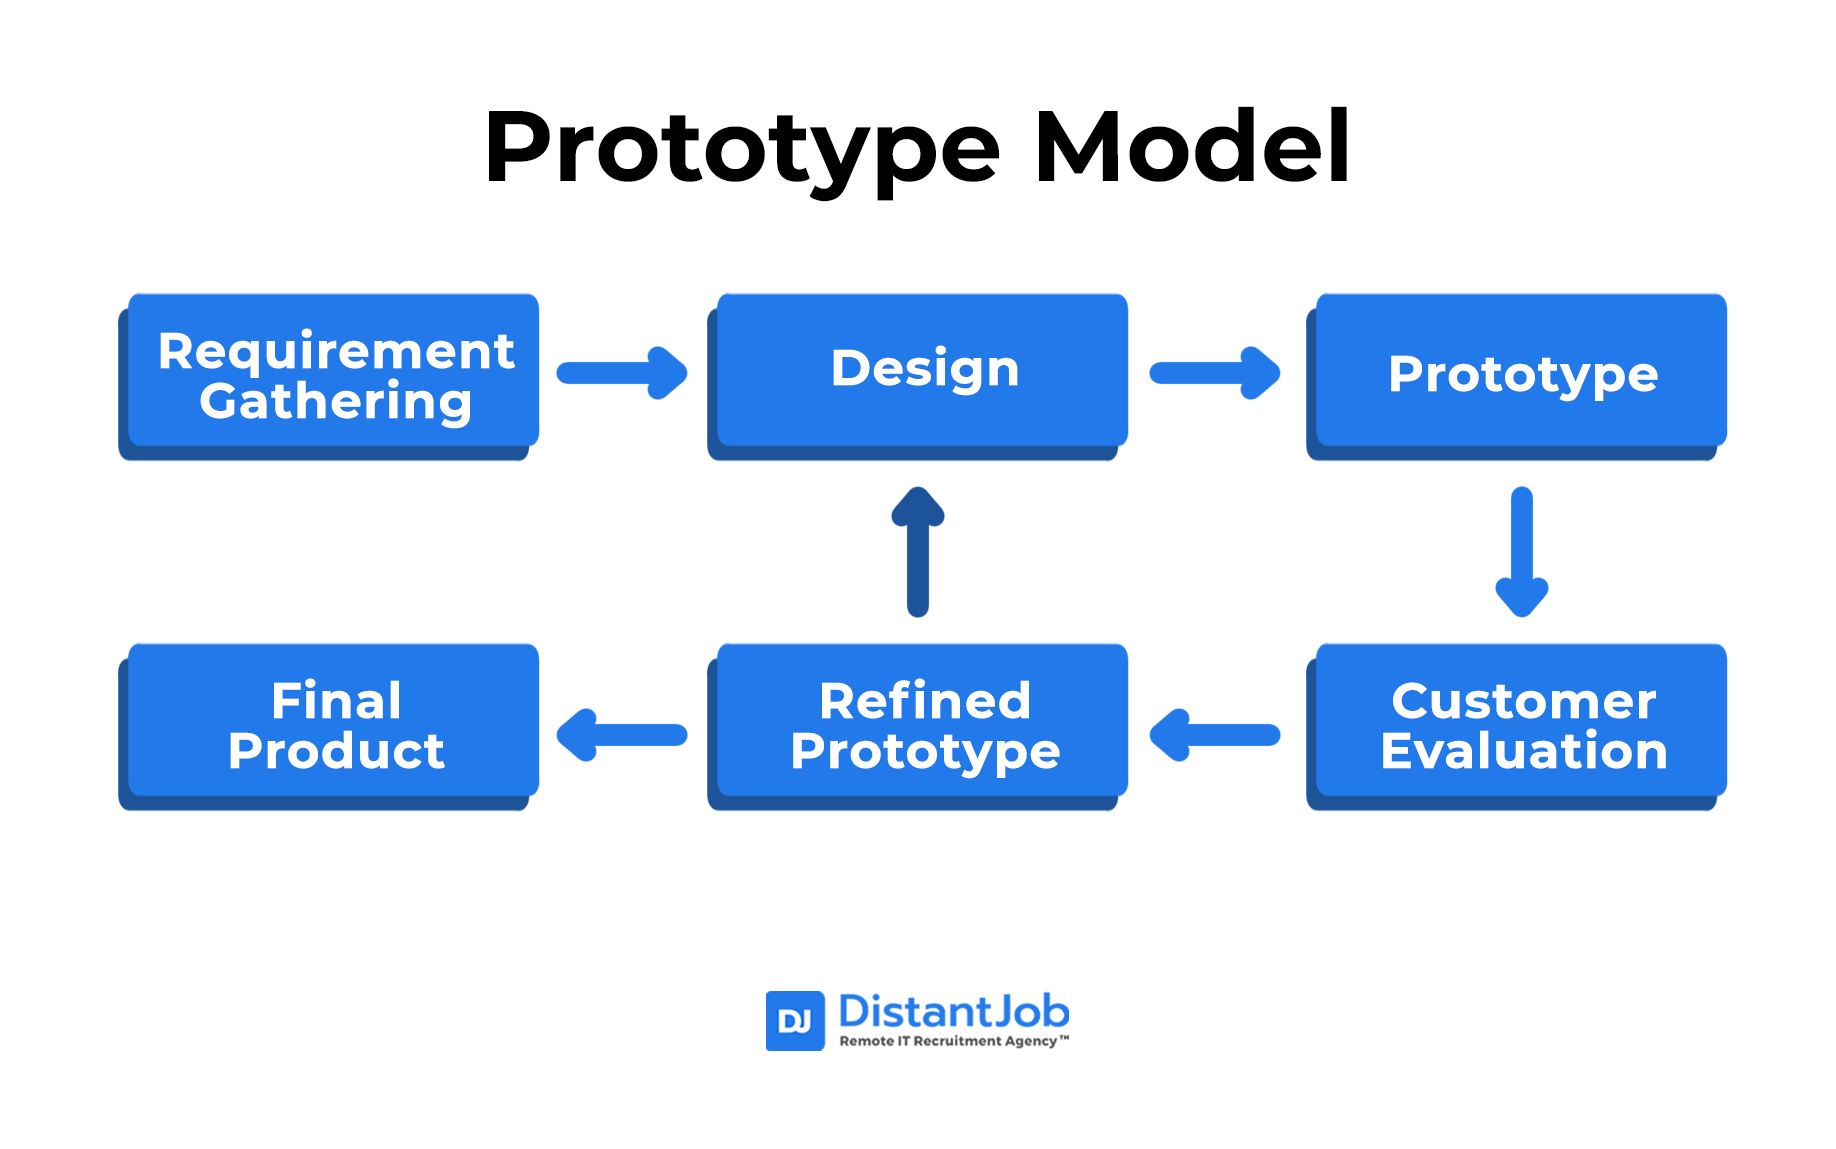 Prototype Model
Requirement
Gathering
Design
Prototype
Final
Product
Refined
Prototype
Customer
Evaluation
DJ
DistantJob
Remote IT Recruitment Agency™